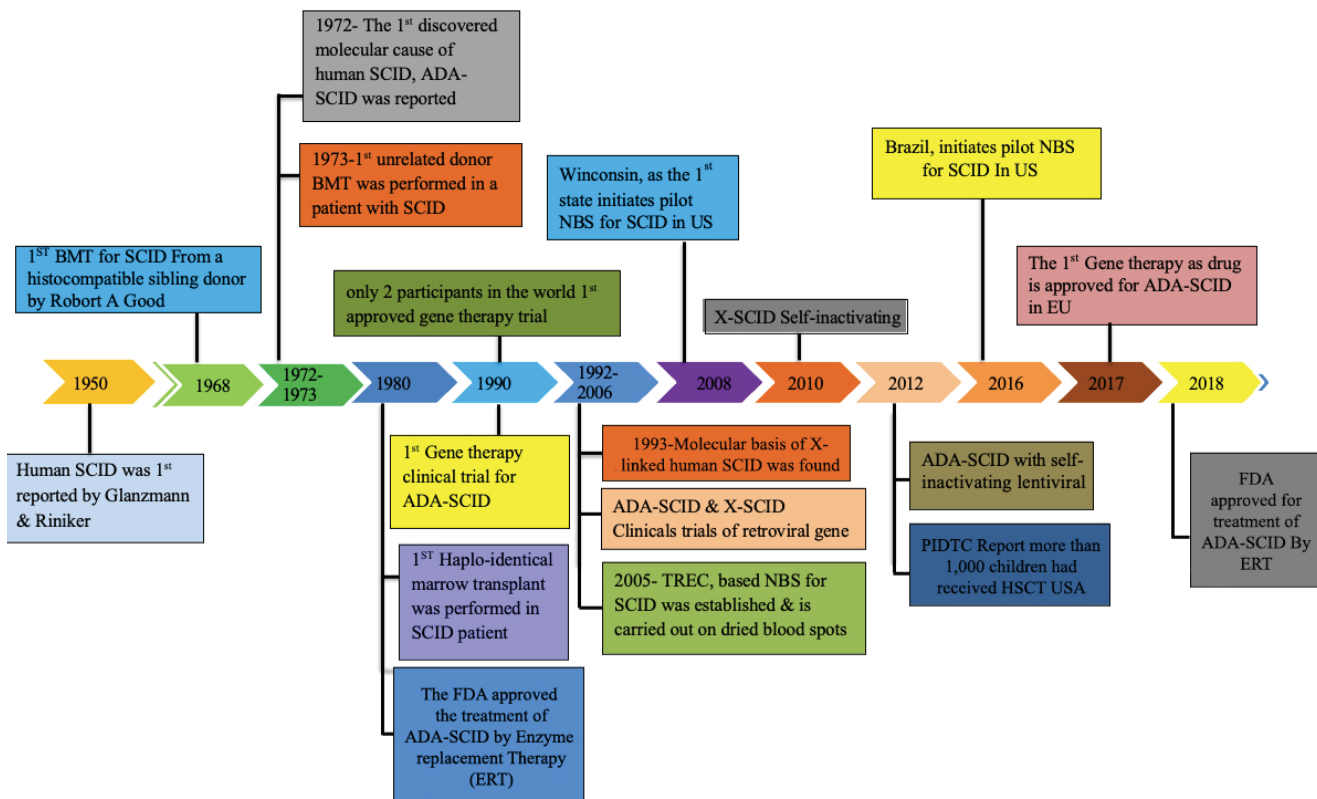 1972- The 1st discovered
molecular cause of
human SCID, ADA-
SCID was reported
1973-1st unrelated donor
BMT was performed in a
patient with SCID
Winconsin, as the 1st
state initiates pilot
NBS for SCID in US
Brazil, initiates pilot NBS
for SCID In US
1ST BMT for SCID From a
histocompatible sibling donor
by Robort A Good
only 2 participants in the world 1st
approved gene therapy trial
X-SCID Self-inactivating
The 1st Gene therapy as drug
is approved for ADA-SCID
in EU
1950
1968
1972-
1973
1980
1990
1992-
2006
2008
2010
2012
2016
2017
2018
Human SCID was 1st
reported by Glanzmann
& Riniker
1st Gene therapy
clinical trial for
ADA-SCID
1ST Haplo-identical
marrow transplant
was performed in
SCID patient
The FDA approved
the treatment of
ADA-SCID by Enzyme
replacement Therapy
(ERT)
1993-Molecular basis of X-
linked human SCID was found
ADA-SCID & X-SCID
Clinicals trials of retroviral gene
2005- TREC, based NBS for
SCID was established & is
carried out on dried blood spots
ADA-SCID with self-
inactivating lentiviral
PIDTC Report more than
1,000 children had
received HSCT USA
FDA
approved for
treatment of
ADA-SCID By
ERT